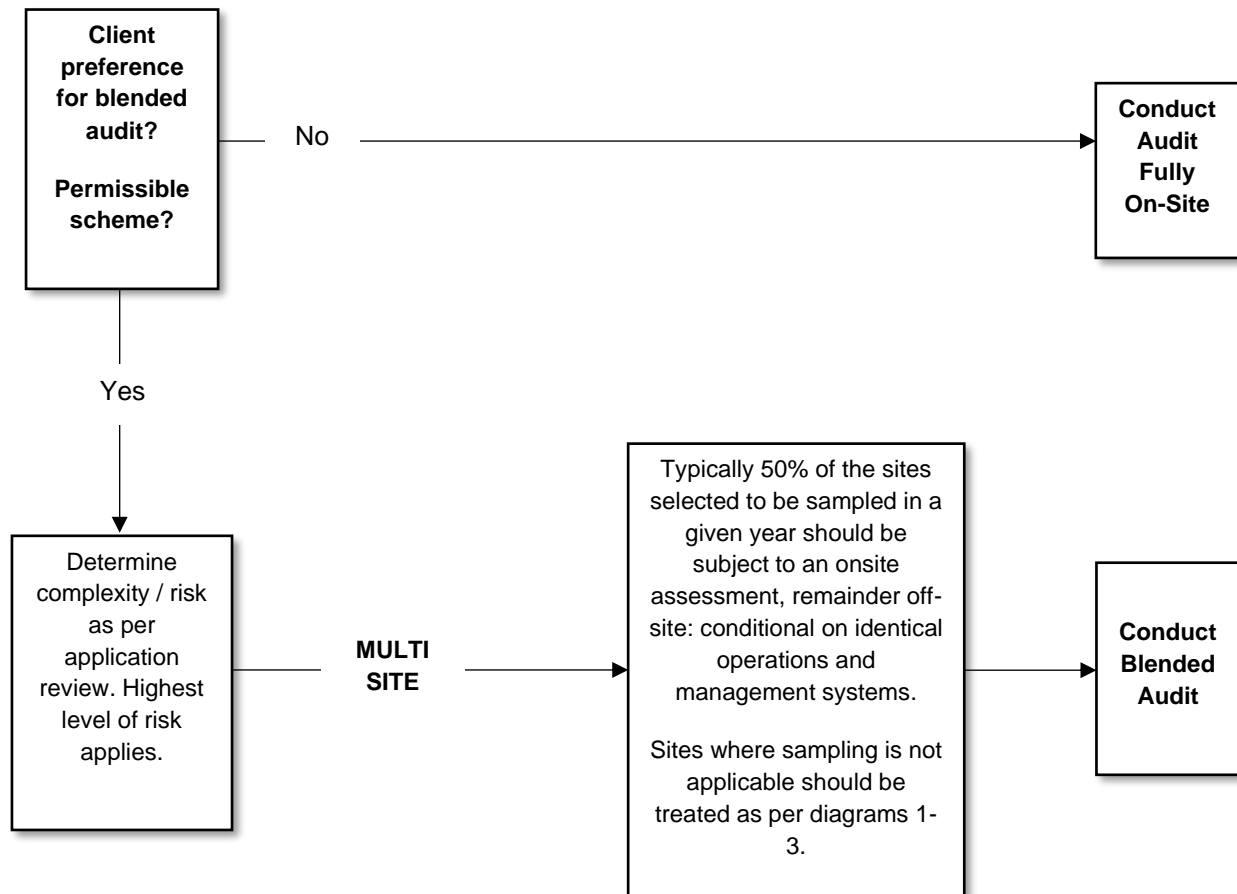 Client
preference
for blended
audit?
Permissible
scheme?
No
Conduct
Audit
Fully
On-Site
Yes
Determine
complexity / risk
as per
application
review. Highest
level of risk
applies.
MULTI
SITE
Typically 50% of the sites
selected to be sampled in a
given year should be
subject to an onsite
assessment, remainder off-
site: conditional on identical
operations and
management systems.
Sites where sampling is not
applicable should be
treated as per diagrams 1-
3.
Conduct
Blended
Audit